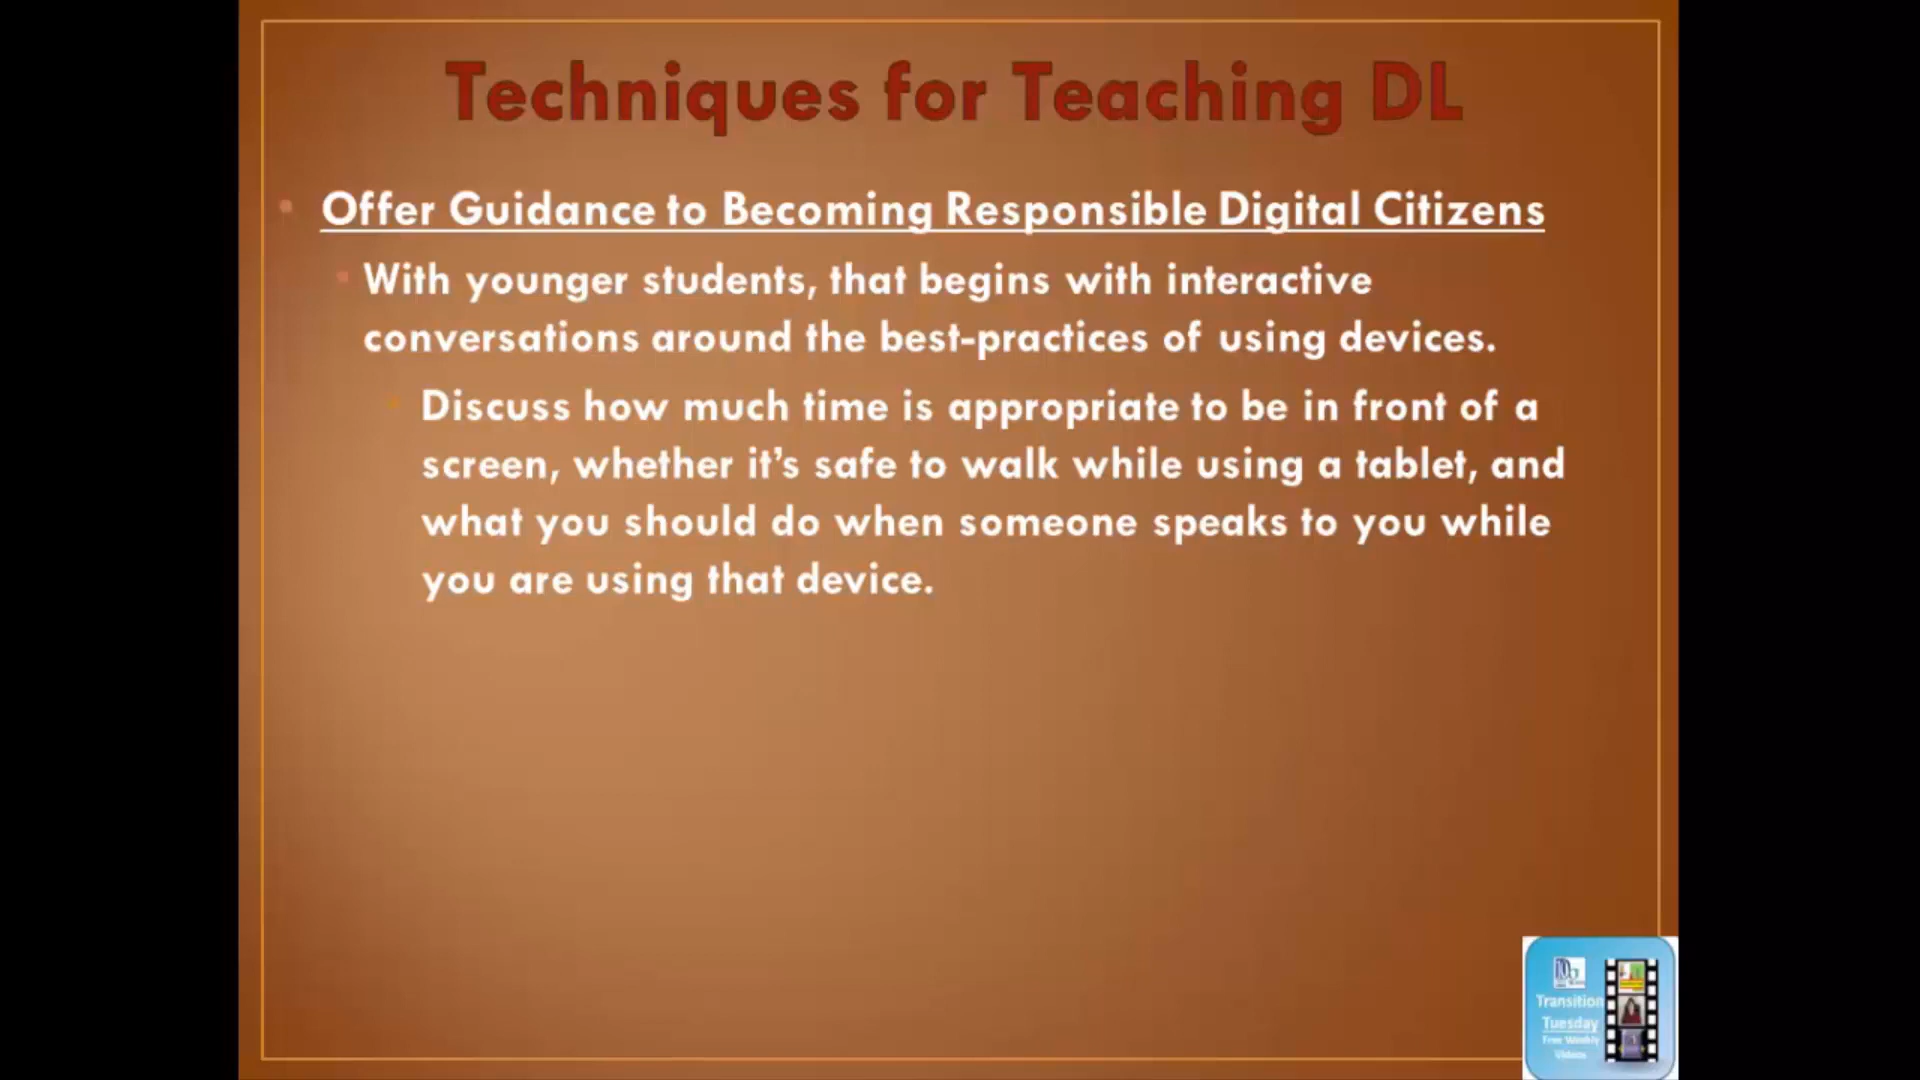 Techniques for Teaching DL
Offer Guidance to Becoming Responsible Digital Citizens
With younger students, that begins with interactive
conversations around the best-practices of using devices.
Discuss how much time is appropriate to be in front of a
screen, whether it's safe to walk while using a tablet, and
what you should do when someone speaks to you while
you are using that device.
Transition
Tuesday
Free Weekly
Videos